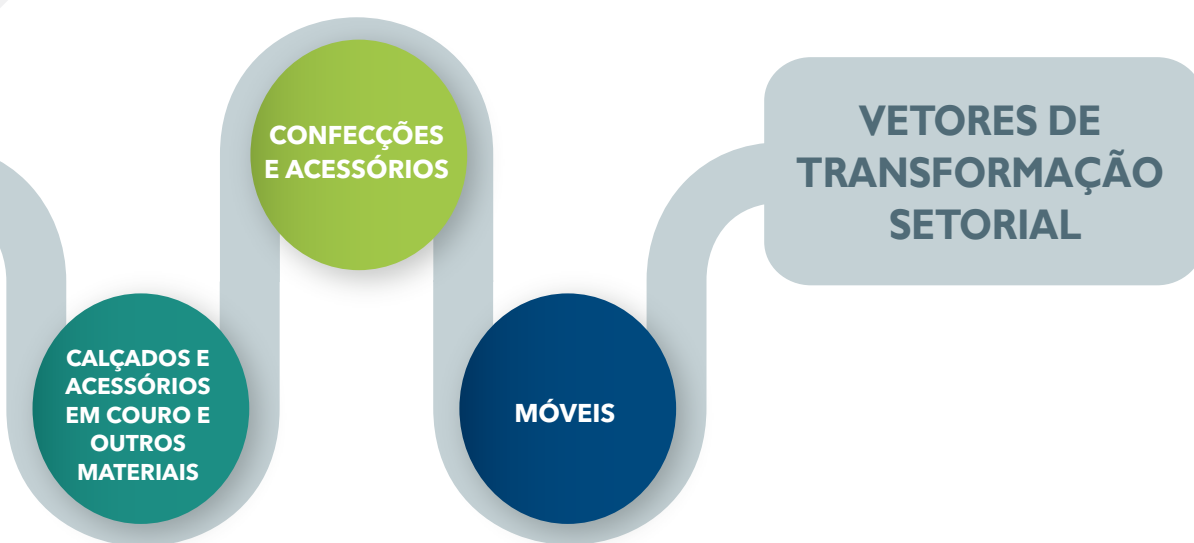 CONFECÇÕES
E ACESSÓRIOS
VETORES DE
TRANSFORMAÇÃO
SETORIAL
CALÇADOS E
ACESSÓRIOS
EM COURO E
OUTROS
MATERIAIS
MÓVEIS